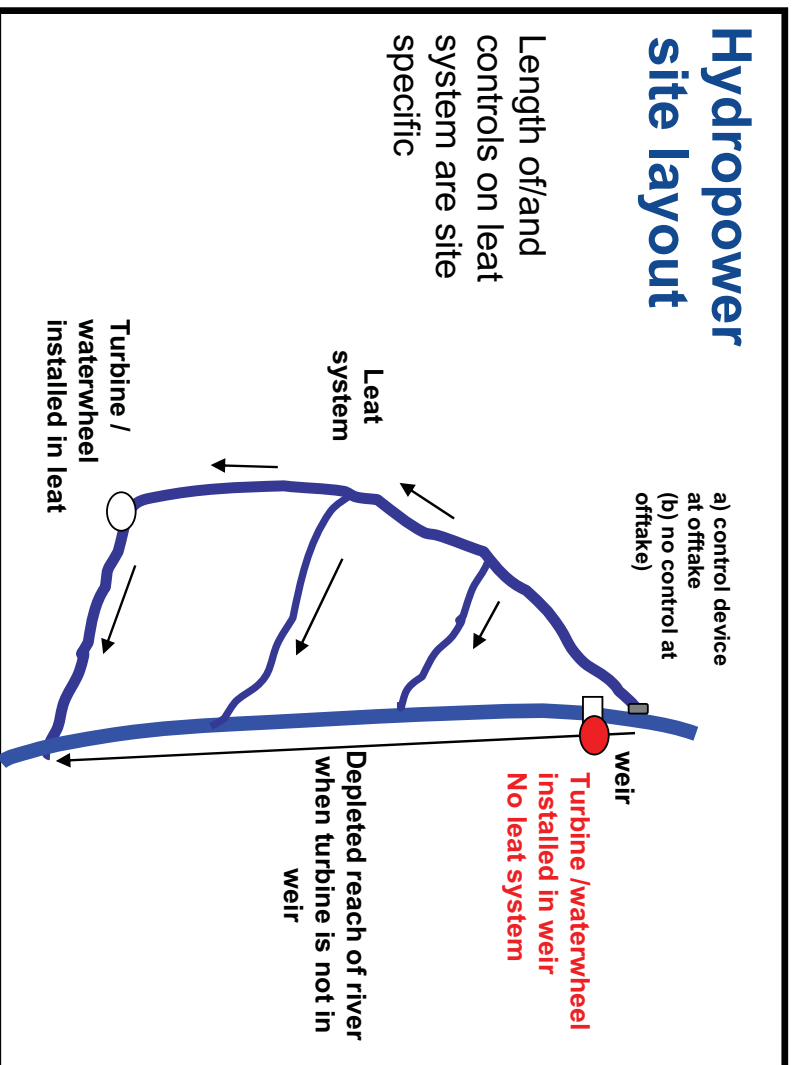 Hydropower
site layout
Length of/and
controls on leat
system are site
specific
a) control device
at offtake
(b) no control at
offtake)
weir
Turbine /waterwheel
installed in weir
No leat system
Leat
system
Depleted reach of river
when turbine is not in
weir
Turbine /
waterwheel
installed in leat